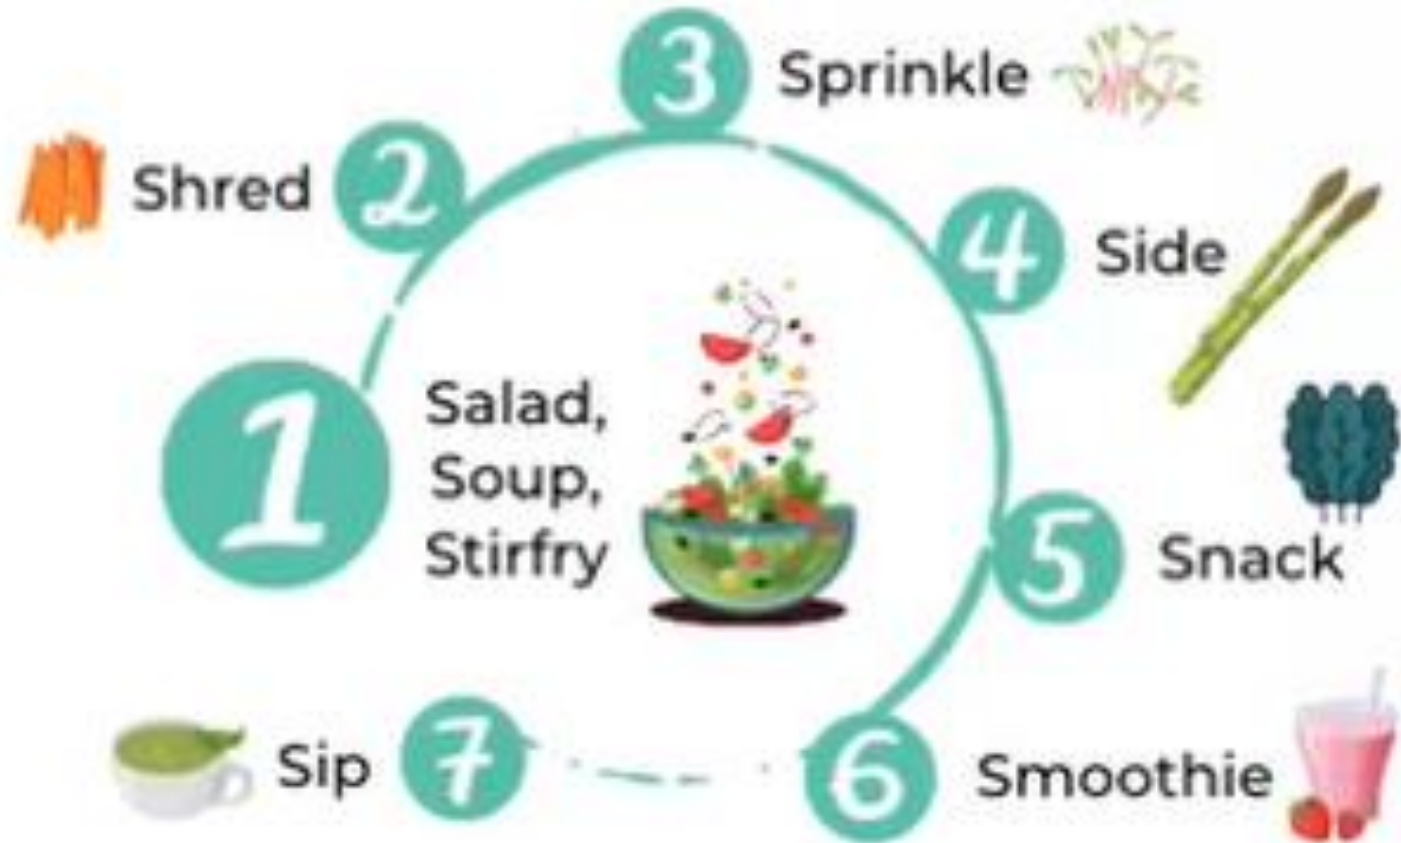 1
Salad,
Soup,
Stirfry
2
Shred
3
Sprinkle
4
Side
5
Snack
6
Smoothie
7
Sip